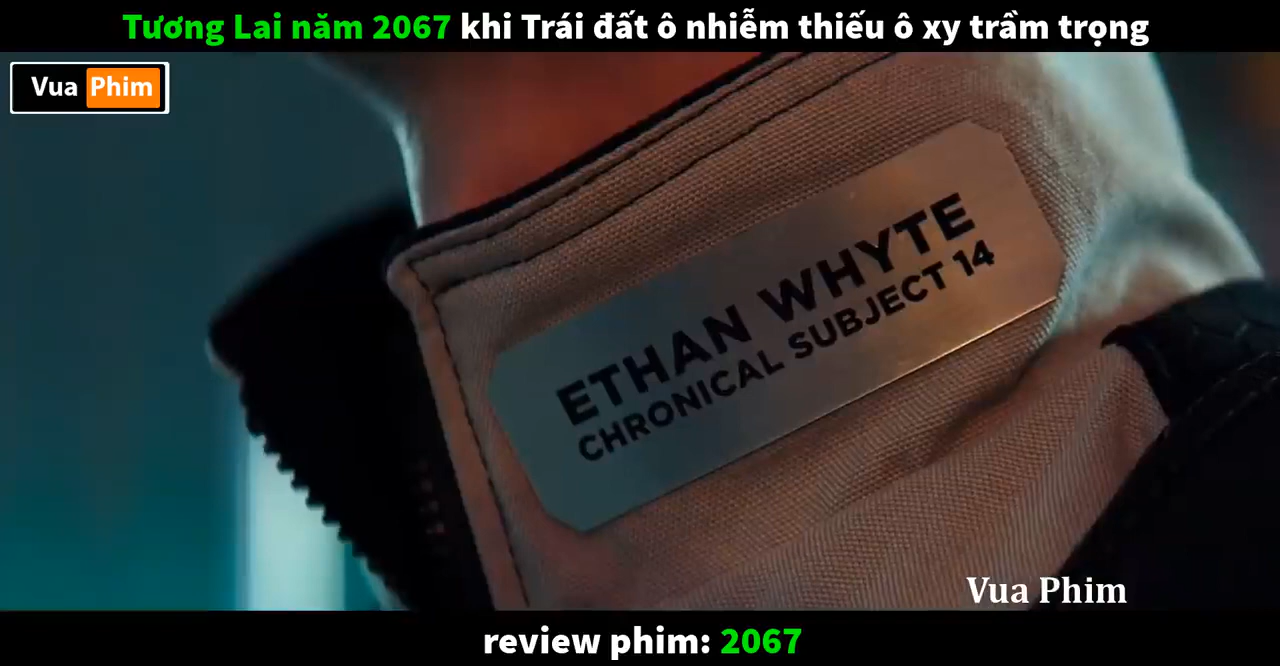 Tương Lai năm 2067 khi Trái đất ô nhiễm thiếu ô xy trầm trọng
Vua Phim
ETHAN WHYTE
CHRONICAL SUBJECT 14
Vua Phim
review phim: 2067